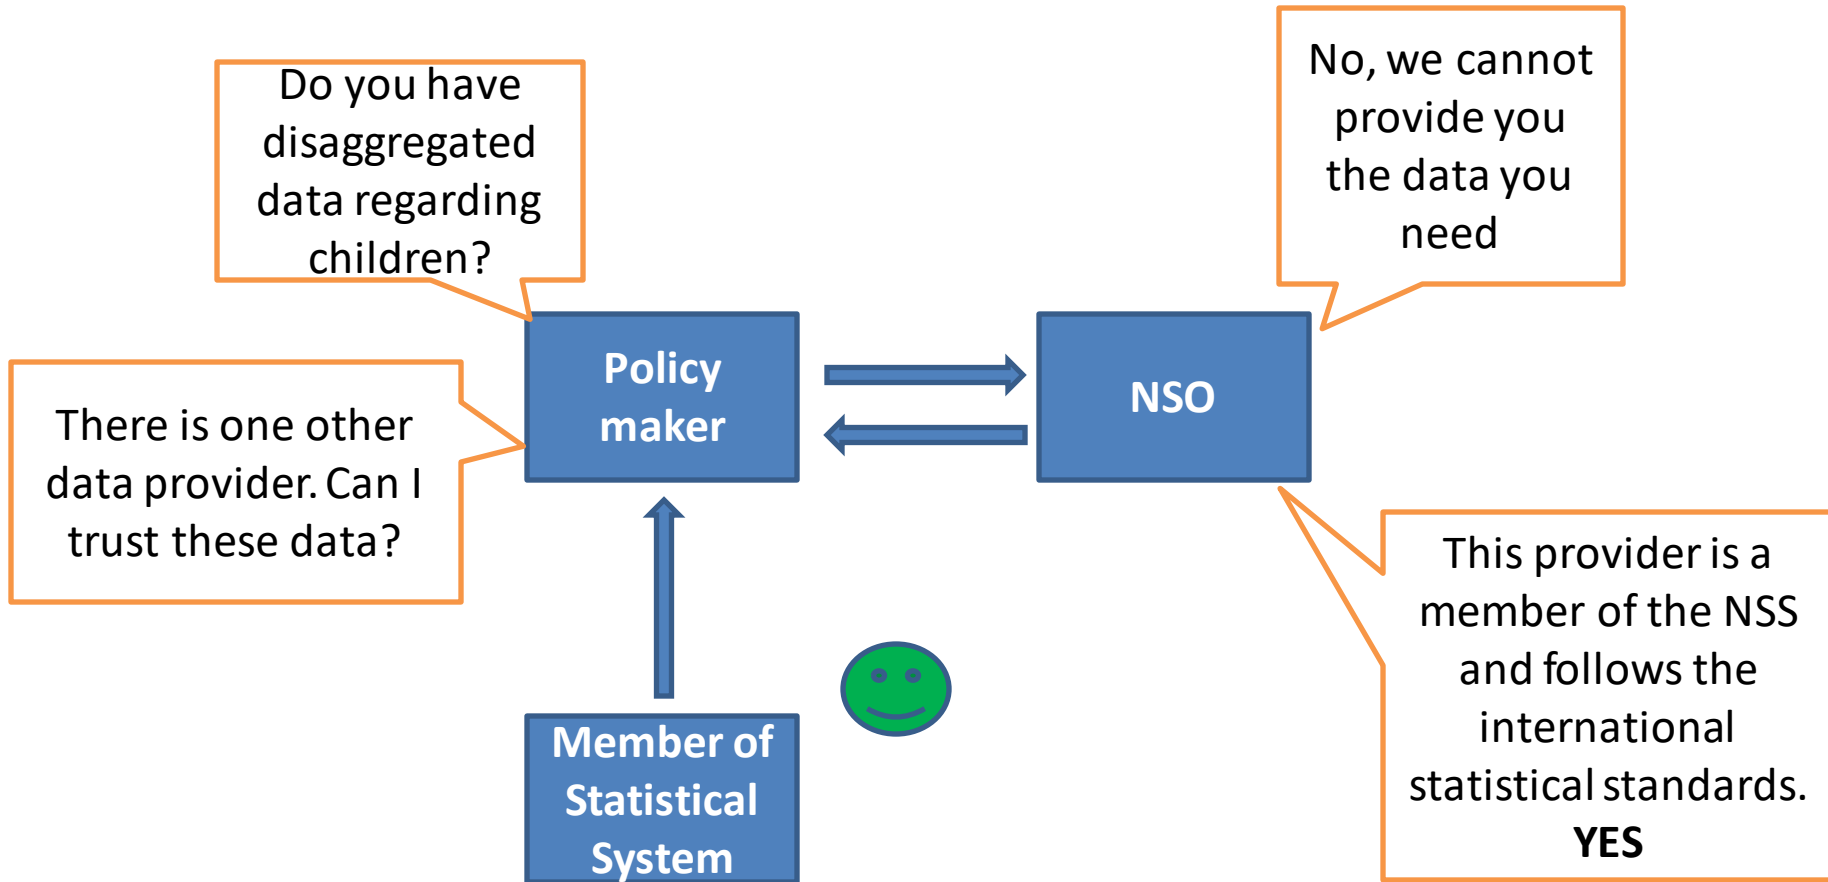 Do you have
disaggregated
data regarding
children?
No, we cannot
provide you
the data you
need
Policy
maker
NSO
There is one other
data provider. Can I
trust these data?
This provider is a
member of the NSS
and follows the
international
statistical standards.
YES
Member of
Statistical
System